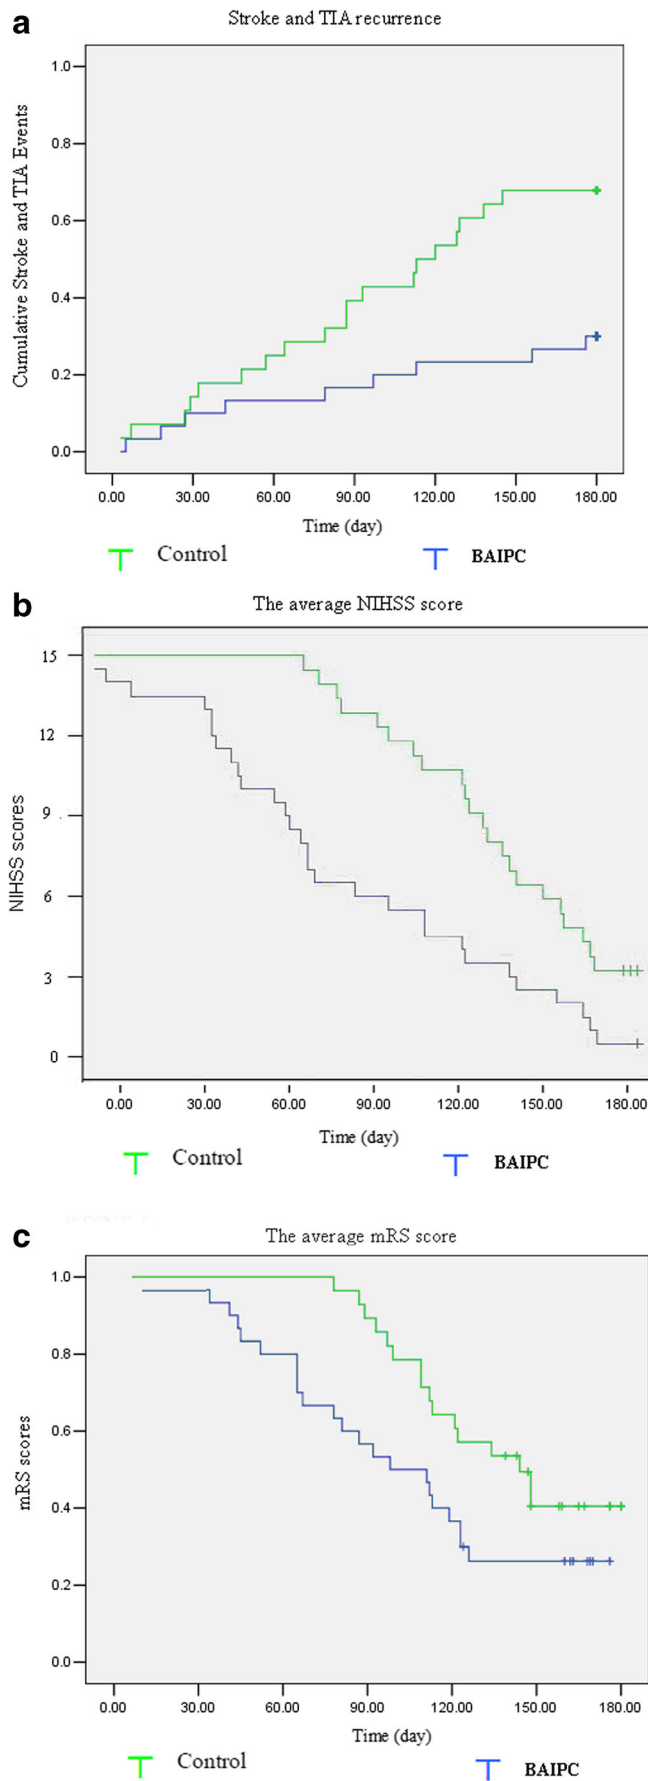 a
Stroke and TIA recurrence
Cumulative Stroke and TIA Events
1.0
0.8
0.6
0.4
0.2
0.0
0.00 30.00 60.00 90.00 120.00 150.00 180.00
Time (day)
Control BAIPC
b
The average NIHSS score
NIHSS scores
15
12
9
6
3
0
0.00 30.00 60.00 90.00 120.00 150.00 180.00
Time (day)
Control BAIPC
c
The average mRS score
mRS scores
1.0
0.8
0.6
0.4
0.2
0.0
0.00 30.00 60.00 90.00 120.00 150.00 180.00
Time (day)
Control BAIPC